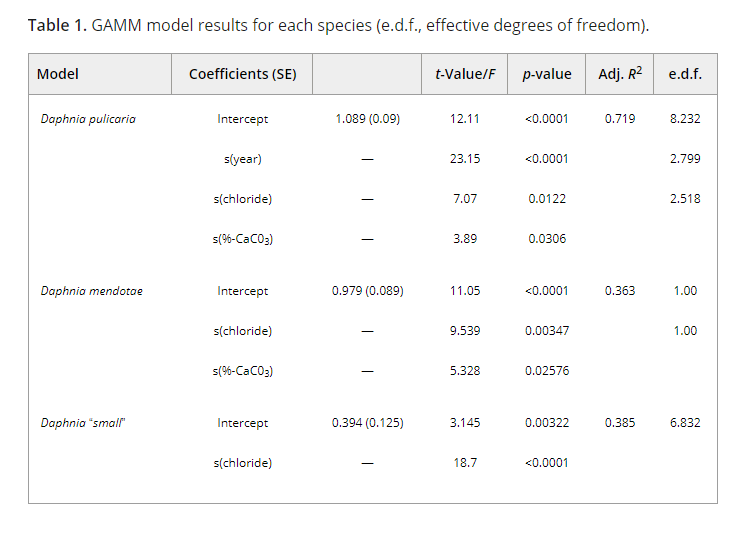 Table 1. GAMM model results for each species (e.d.f., effective degrees of freedom).
Model Coefficients (SE) t-Value/F p-value Adj. R² e.d.f.
Daphnia pulicaria Intercept 1.089 (0.09) 12.11 <0.0001 0.719 8.232
s(year) — 23.15 <0.0001 2.799
s(chloride) — 7.07 0.0122 2.518
s(%-CaCO₃) — 3.89 0.0306
Daphnia mendotae Intercept 0.979 (0.089) 11.05 <0.0001 0.363 1.00
s(chloride) — 9.539 0.00347 1.00
s(%-CaCO₃) — 5.328 0.02576
Daphnia “small” Intercept 0.394 (0.125) 3.145 0.00322 0.385 6.832
s(chloride) — 18.7 <0.0001